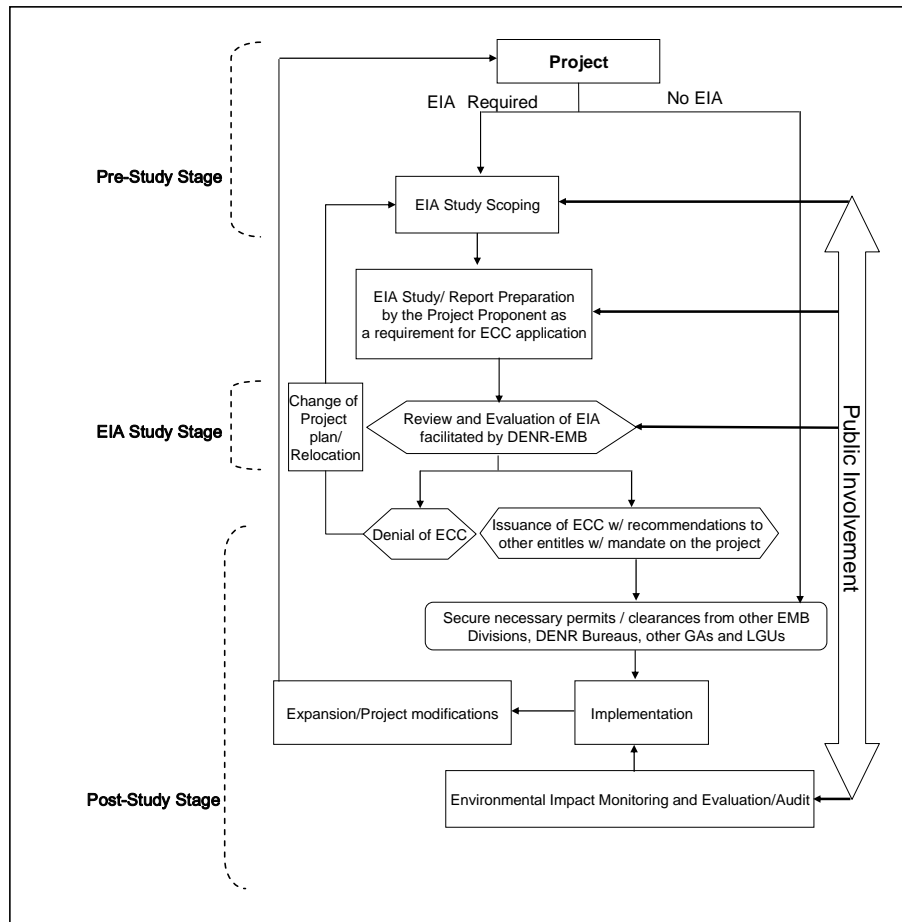 Project
EIA Required
No EIA
Pre-Study Stage
EIA Study Scoping
EIA Study/ Report Preparation
by the Project Proponent as
a requirement for ECC application
Change of
Project
plan/
Relocation
EIA Study Stage
Review and Evaluation of EIA
facilitated by DENR-EMB
Public Involvement
Denial of ECC
Issuance of ECC w/ recommendations to
other entitles w/ mandate on the project
Secure necessary permits / clearances from other EMB
Divisions, DENR Bureaus, other GAs and LGUs
Expansion/Project modifications
Implementation
Post-Study Stage
Environmental Impact Monitoring and Evaluation/Audit